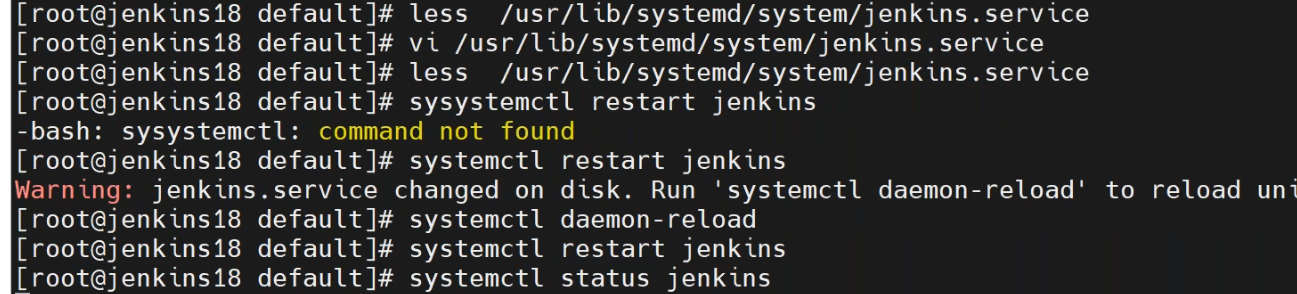 [root@jenkins18 default]# less  /usr/lib/systemd/system/jenkins.service
[root@jenkins18 default]# vi /usr/lib/systemd/system/jenkins.service
[root@jenkins18 default]# less  /usr/lib/systemd/system/jenkins.service
[root@jenkins18 default]# sysystemctl restart jenkins
-bash: sysystemctl: command not found
[root@jenkins18 default]# systemctl restart jenkins
Warning: jenkins.service changed on disk. Run 'systemctl daemon-reload' to reload uni
[root@jenkins18 default]# systemctl daemon-reload
[root@jenkins18 default]# systemctl restart jenkins
[root@jenkins18 default]# systemctl status jenkins